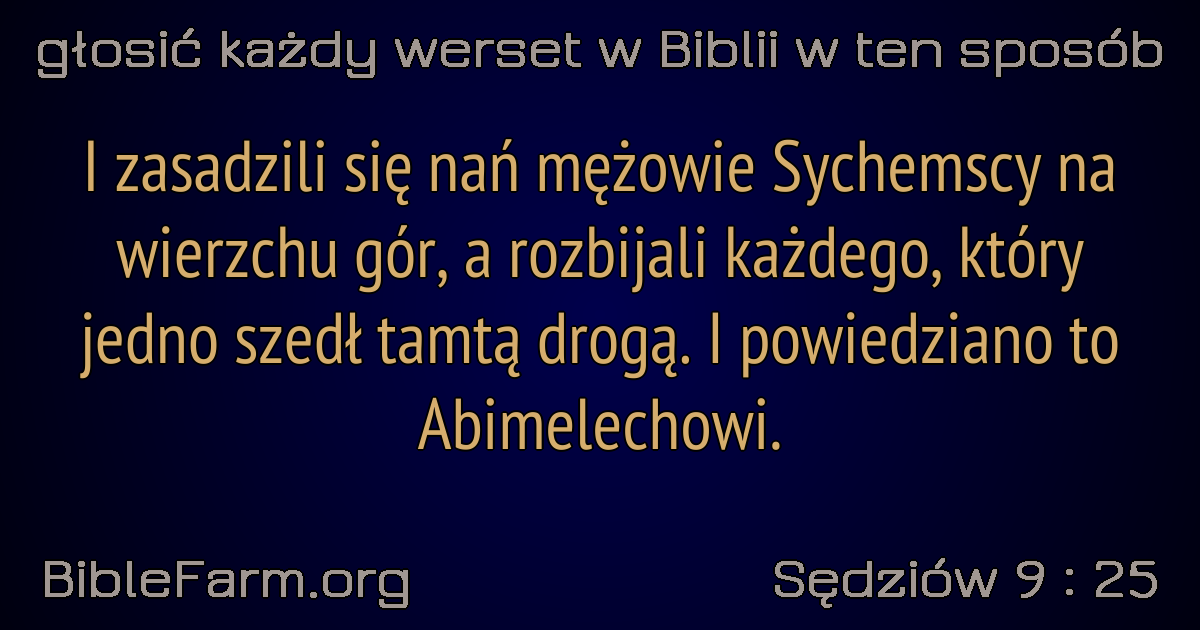 głosić każdy werset w Biblii w ten sposób
I zasadzili się nań mężowie Sychemscy na
wierzchu gór, a rozbijali każdego, który
jedno szedł tamtą drogą. I powiedziano to
Abimelechowi.
BibleFarm.org
Sędziów 9 : 25